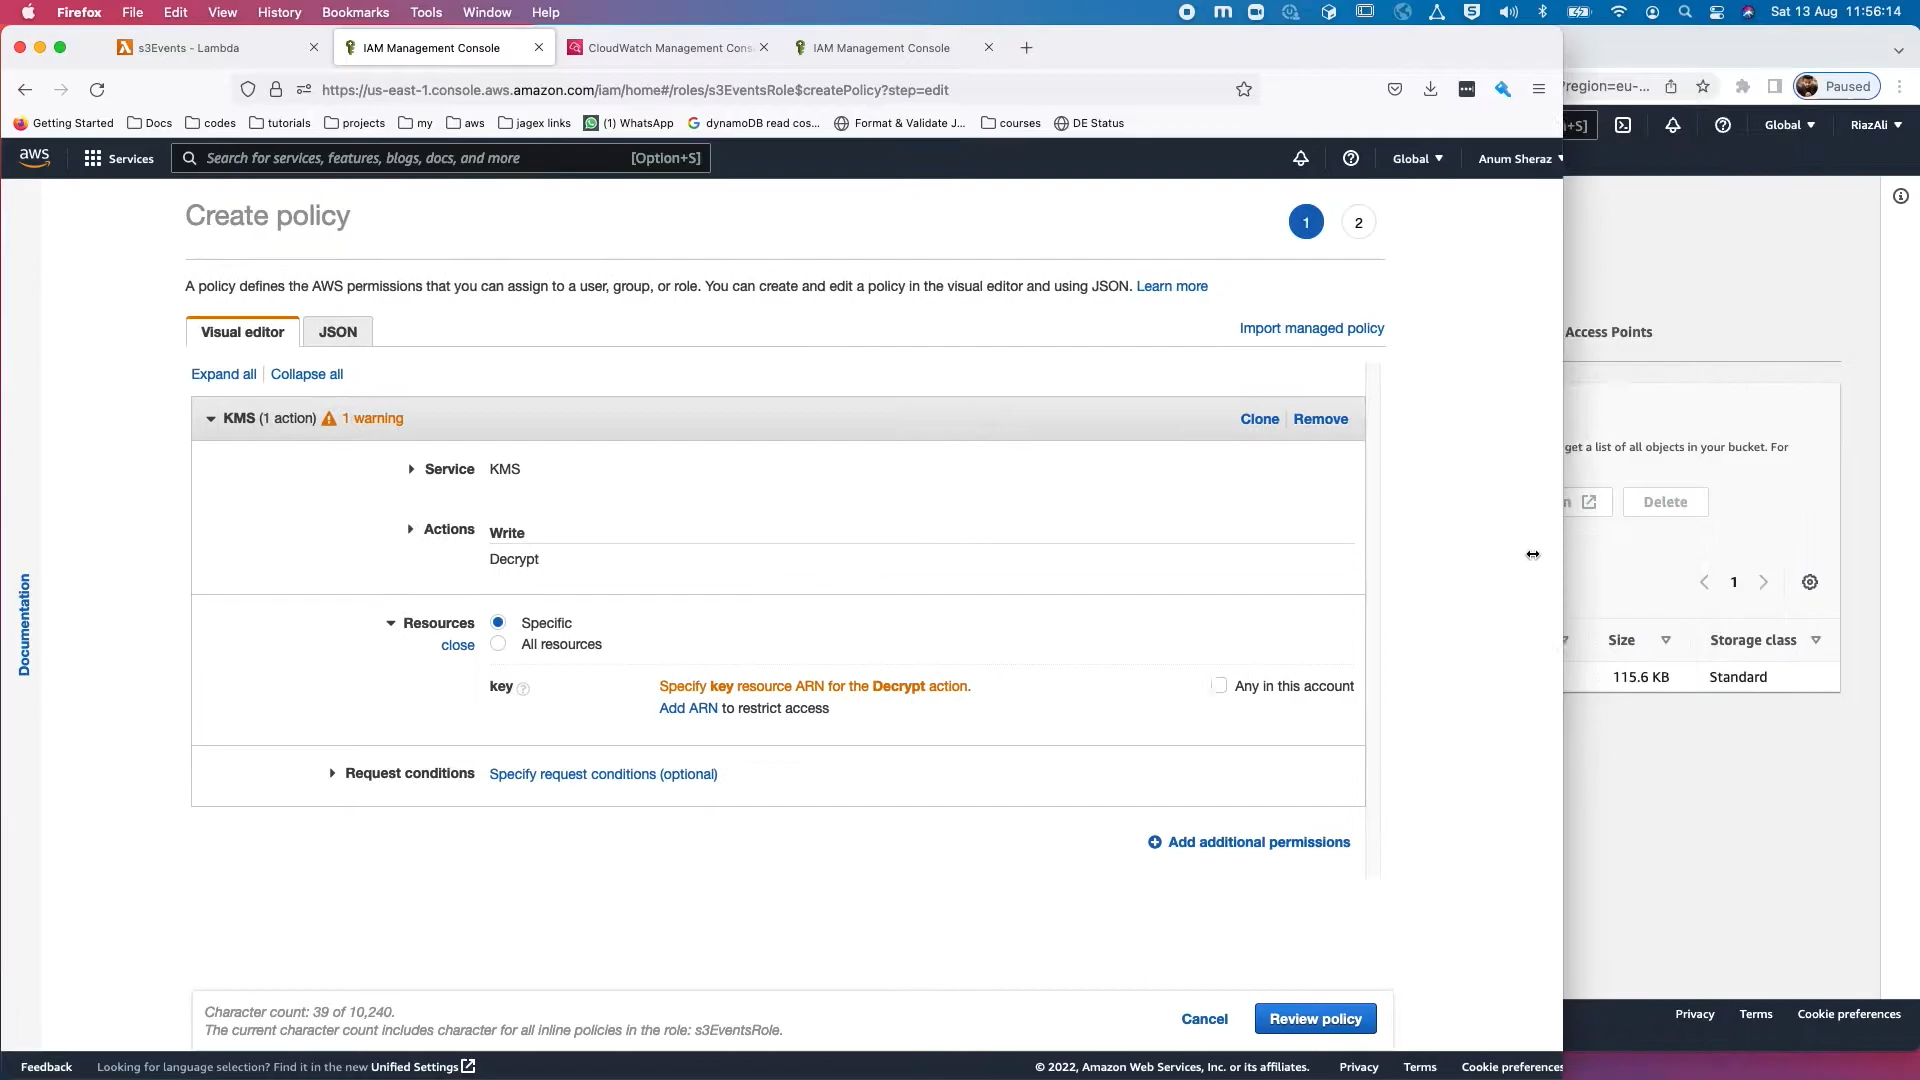 Firefox File Edit View History Bookmarks Tools Window Help
Sat 13 Aug 11:56:14
s3Events - Lambda
IAM Management Console
CloudWatch Management Cons
IAM Management Console
https://us-east-1.console.aws.amazon.com/iam/home#/roles/s3EventsRole$createPolicy?step=edit
?region=eu-...
Paused
Getting Started Docs codes tutorials projects my aws jagex links (1) WhatsApp dynamoDB read cos... Format & Validate J... courses DE Status
+S]
Global
RiazAli
aws
Services
Search for services, features, blogs, docs, and more
[Option+S]
Global
Anum Sheraz
Create policy
1
2
A policy defines the AWS permissions that you can assign to a user, group, or role. You can create and edit a policy in the visual editor and using JSON. Learn more
Visual editor
JSON
Import managed policy
Access Points
Expand all
Collapse all
KMS (1 action) 1 warning
Clone
Remove
get a list of all objects in your bucket. For
Service KMS
n
Delete
Actions Write
Decrypt
1
Resources Specific
close All resources
Size
Storage class
115.6 KB
Standard
key ?
Specify key resource ARN for the Decrypt action.
Any in this account
Add ARN to restrict access
Request conditions Specify request conditions (optional)
Add additional permissions
Documentation
Character count: 39 of 10,240.
The current character count includes character for all inline policies in the role: s3EventsRole.
Cancel
Review policy
Privacy Terms Cookie preferences
Feedback Looking for language selection? Find it in the new Unified Settings
© 2022, Amazon Web Services, Inc. or its affiliates. Privacy Terms Cookie preferences